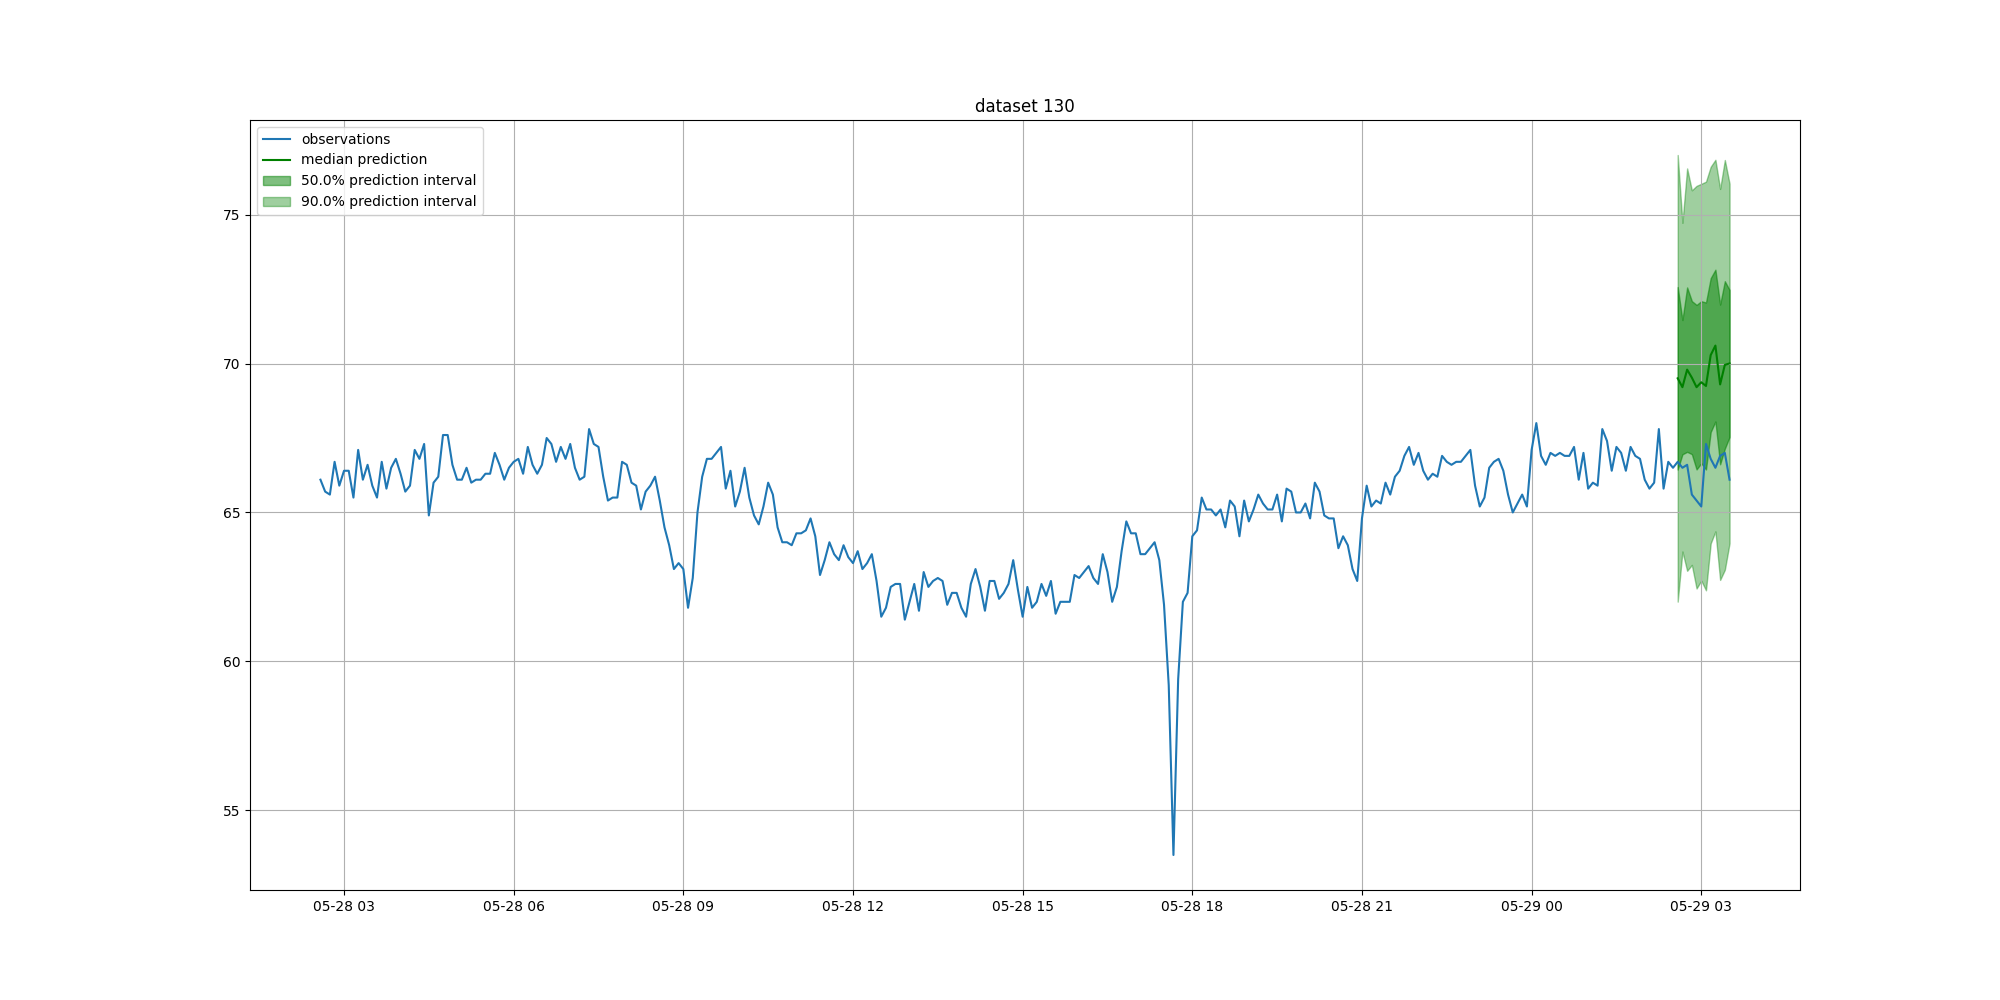 dataset 130
observations
median prediction
50.0% prediction interval
90.0% prediction interval
75
70
65
60
55
05-28 03
05-28 06
05-28 09
05-28 12
05-28 15
05-28 18
05-28 21
05-29 00
05-29 03